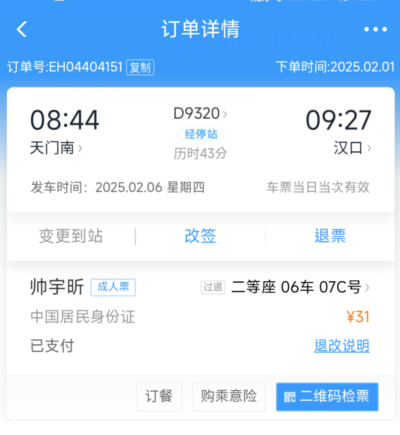 订单详情
订单号:EH04404151 复制 下单时间:2025.02.01
08:44 D9320 09:27
经停站
天门南 历时43分 汉口
发车时间：2025.02.06 星期四 车票当日当次有效
变更到站 改签 退票
帅宇昕 成人票 过道 二等座 06车 07C号
中国居民身份证 ¥31
已支付 退改说明
订餐 购乘意险 二维码检票